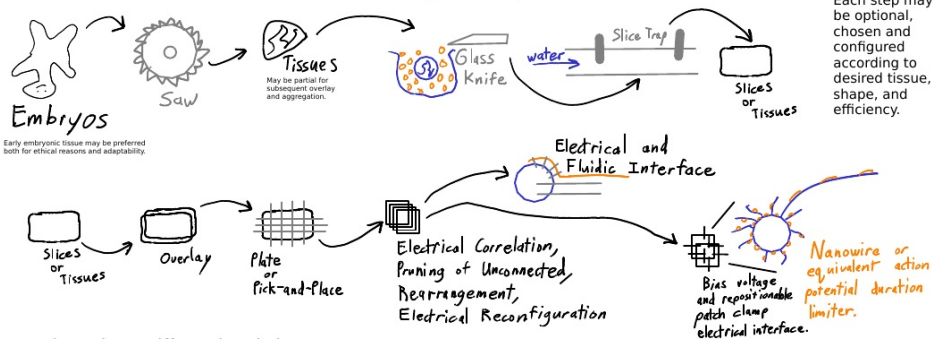 Each step may
be optional,
chosen and
configured
according to
desired tissue,
shape, and
efficiency.
Embryos
Early embryonic tissue may be preferred
both for ethical reasons and adaptability.
Saw
Tissues
May be partial for
subsequent overlay
and aggregation.
Glass
Knife
water
Slice Trap
Slices
or
Tissues
Slices
or
Tissues
Overlay
Plate
or
Pick-and-Place
Electrical Correlation,
Pruning of Unconnected,
Rearrangement,
Electrical Reconfiguration
Electrical and
Fluidic Interface
Bias voltage
and repositionable
patch clamp
electrical interface.
Nanowire or
equivalent action
potential duration
limiter.